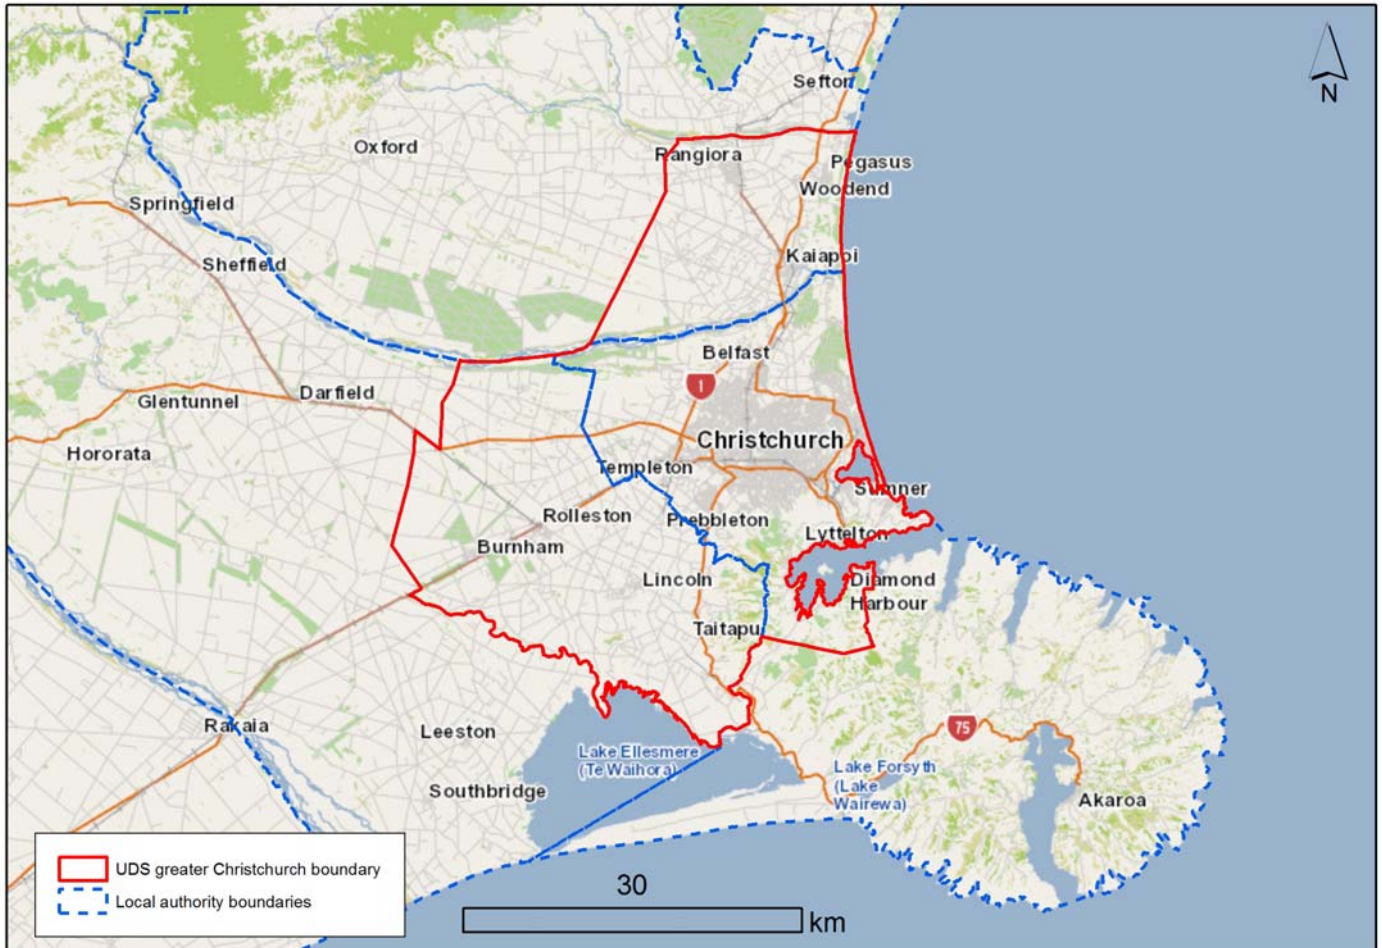 Sefton
N
Oxford
Rangiora
Pegasus
Woodend
Springfield
Kaiapoi
Sheffield
Belfast
1
Darfield
Glentunnel
Christchurch
Hororata
Templeton
Sumner
Rolleston
Prebbleton
Lyttelton
Burnham
Lincoln
Diamond
Harbour
Taitapu
Rakaia
Leeston
75
Lake Ellesmere
(Te Waihora)
Lake Forsyth
(Lake
Wairewa)
Southbridge
Akaroa
UDS greater Christchurch boundary
Local authority boundaries
30
km